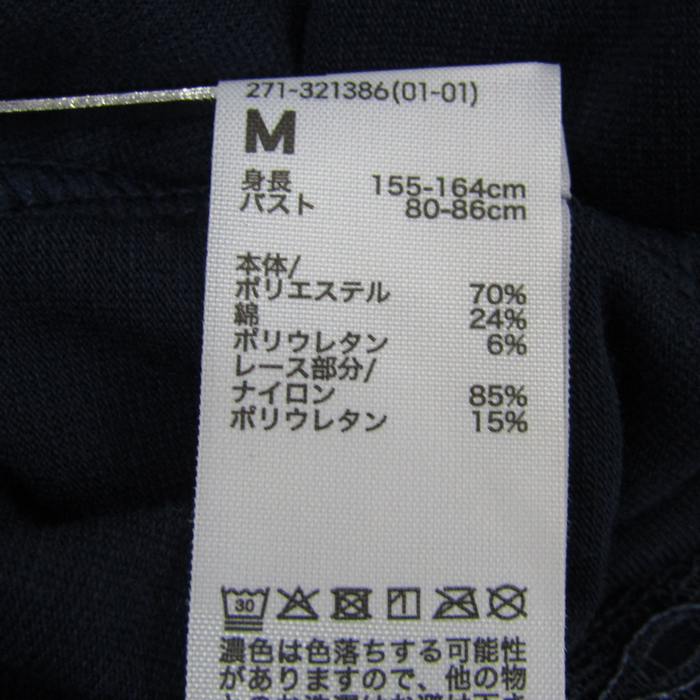 271-321386(01-01)
M
身長 155-164cm
バスト 80-86cm
本体/
ポリエステル 70%
綿 24%
ポリウレタン 6%
レース部分/
ナイロン 85%
ポリウレタン 15%
30
濃色は色落ちする可能性
がありますので、他の物